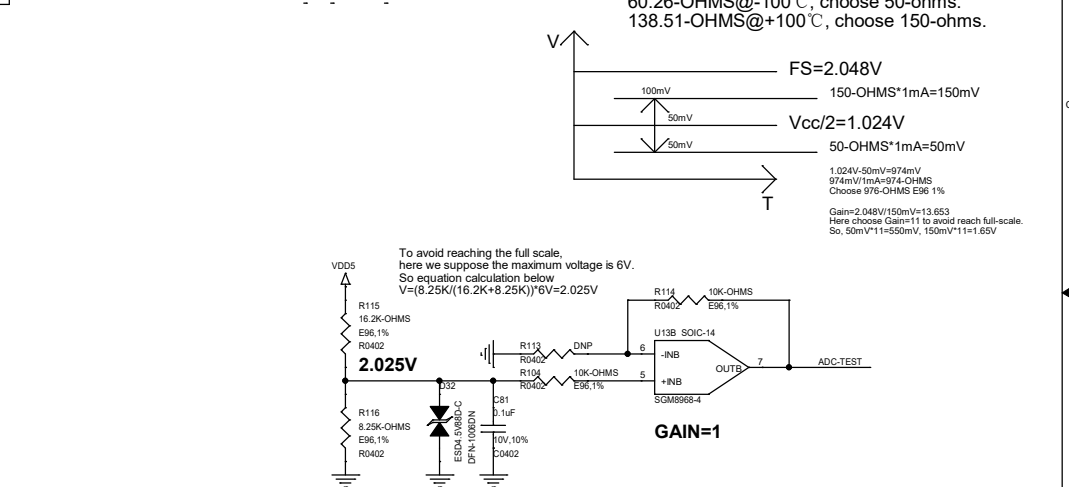 60.26-OHMS@-100℃, choose 50-ohms.
138.51-OHMS@+100℃, choose 150-ohms.
V
FS=2.048V
100mV
150-OHMS*1mA=150mV
50mV
Vcc/2=1.024V
50mV
50-OHMS*1mA=50mV
T
1.024V-50mV=974mV
974mV/1mA=974-OHMS
Choose 976-OHMS E96 1%
Gain=2.048V/150mV=13.653
Here choose Gain=11 to avoid reach full-scale.
So, 50mV*11=550mV, 150mV*11=1.65V
To avoid reaching the full scale,
here we suppose the maximum voltage is 6V.
So equation calculation below
V=(8.25K/(16.2K+8.25K))*6V=2.025V
VDD5
R115
16.2K-OHMS
E96,1%
R0402
2.025V
R116
8.25K-OHMS
E96,1%
R0402
D32
ESD4.5V88D-C
DFN-1006DN
C81
0.1uF
10V,10%
C0402
R113
DNP
R0402
R104
10K-OHMS
R0402
E96,1%
R114
10K-OHMS
R0402
E96,1%
U13B SOIC-14
6
-INB
5
+INB
OUTB
7
SGM8968-4
ADC-TEST
GAIN=1